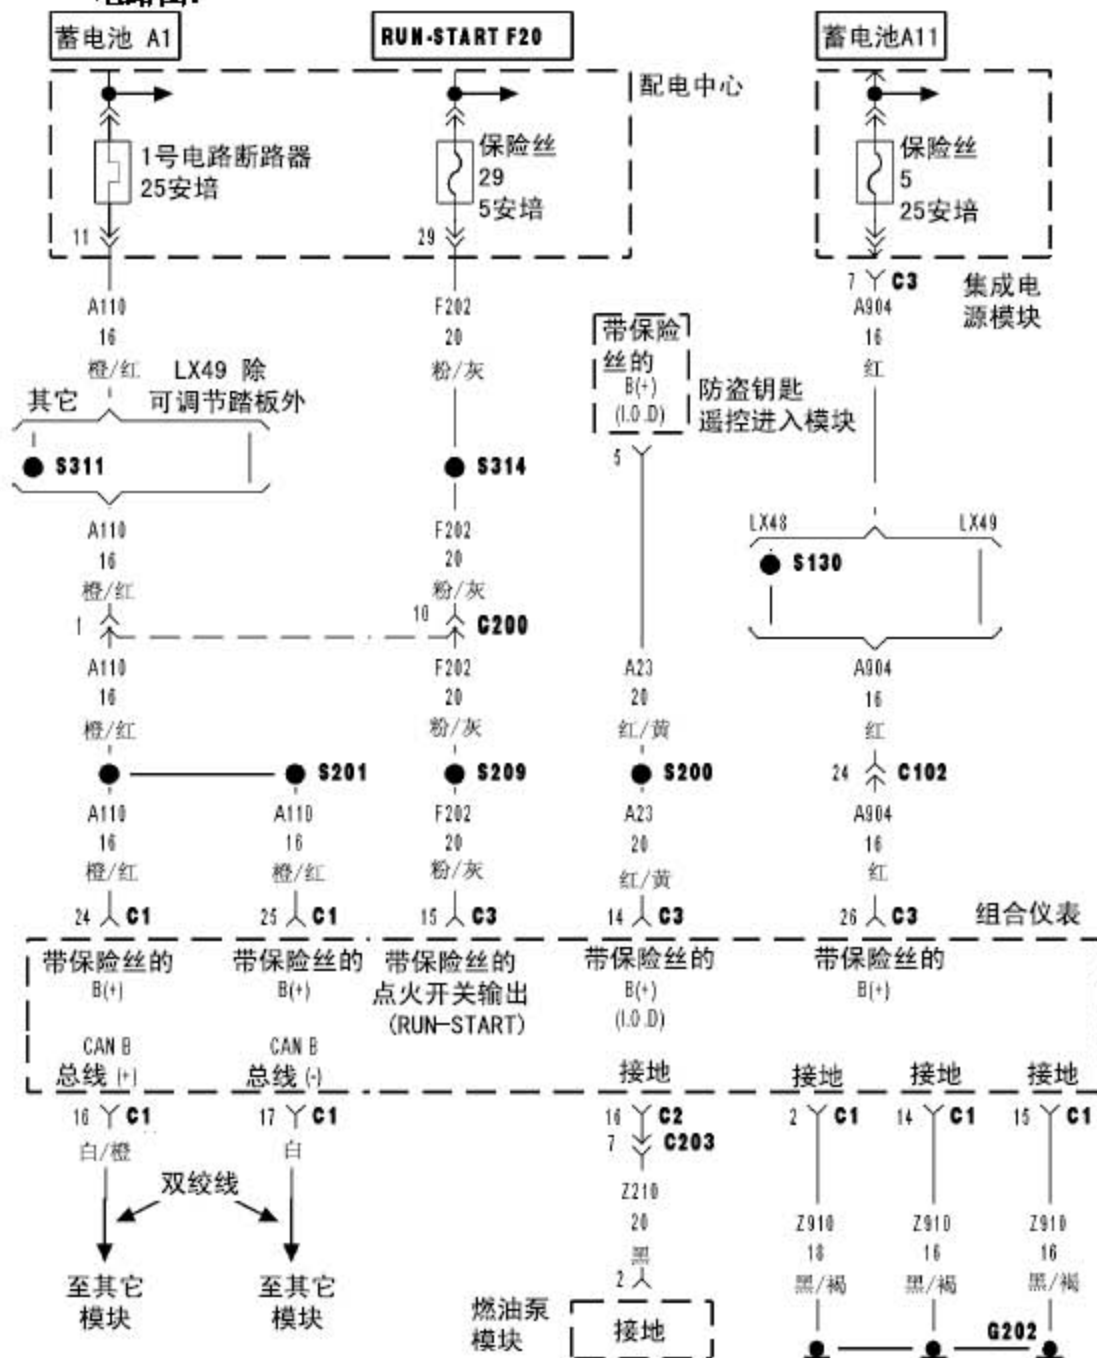 蓄电池 A1
RUN-START F20
蓄电池A11
配电中心
1号电路断路器
25安培
保险丝
29
5安培
保险丝
5
25安培
11
29
7 C3
集成电
源模块
A110
16
橙/红
LX49 除
可调节踏板外
其它
F202
20
粉/灰
带保险
丝的
B(+)
(I.O.D)
防盗钥匙
遥控进入模块
5
A904
16
红
S311
S314
LX48
LX49
S130
A110
16
橙/红
F202
20
粉/灰
1
10
C200
A110
16
橙/红
F202
20
粉/灰
A23
20
红/黄
A904
16
红
S201
S209
S200
24
C102
A110
16
橙/红
A110
16
橙/红
F202
20
粉/灰
A23
20
红/黄
A904
16
红
24 C1
25 C1
15 C3
14 C3
26 C3
组合仪表
带保险丝的
B(+)
带保险丝的
B(+)
带保险丝的
点火开关输出
(RUN-START)
带保险丝的
B(+)
(I.O.D)
带保险丝的
B(+)
CAN B
总线 (+)
CAN B
总线 (-)
接地
接地
接地
接地
16 C1
17 C1
16 C2
7 C203
2 C1
14 C1
15 C1
白/橙
白
双绞线
至其它
模块
至其它
模块
Z210
20
黑
2
燃油泵
模块
接地
Z910
18
黑/褐
Z910
16
黑/褐
Z910
16
黑/褐
G202